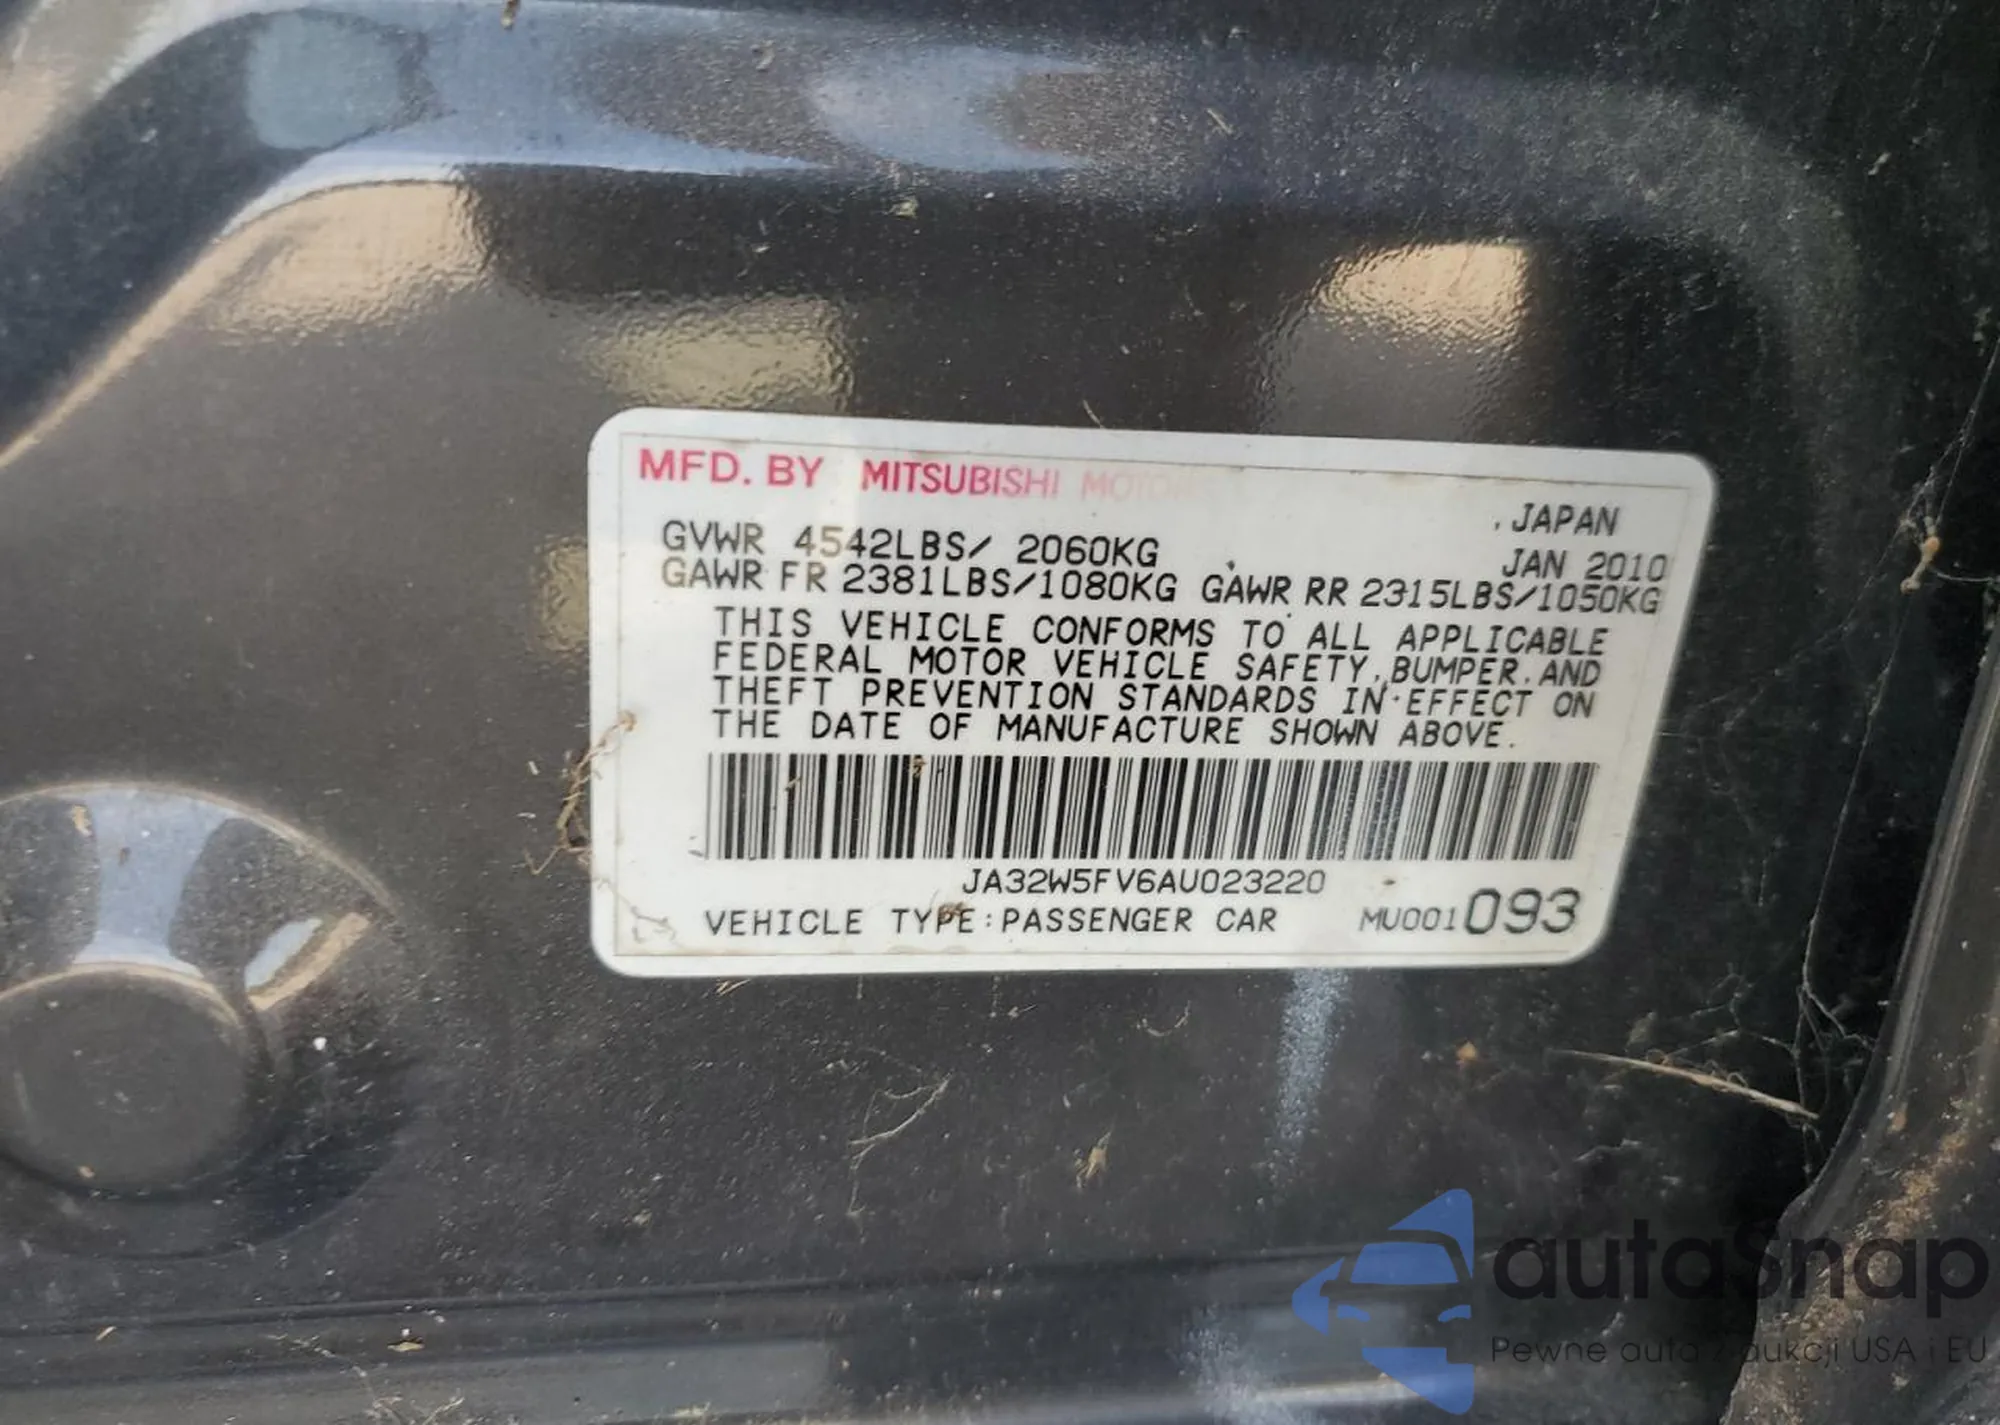 MFD. BY MITSUBISHI MOTOR
JAPAN
GVWR 4542LBS/ 2060KG JAN 2010
GAWR FR 2381LBS/1080KG GAWR RR 2315LBS/1050KG
THIS VEHICLE CONFORMS TO ALL APPLICABLE
FEDERAL MOTOR VEHICLE SAFETY, BUMPER, AND
THEFT PREVENTION STANDARDS IN EFFECT ON
THE DATE OF MANUFACTURE SHOWN ABOVE.
JA32W5FV6AU023220
VEHICLE TYPE:PASSENGER CAR MU001093
autaSnap
Pewne auta z aukcji USA i EU